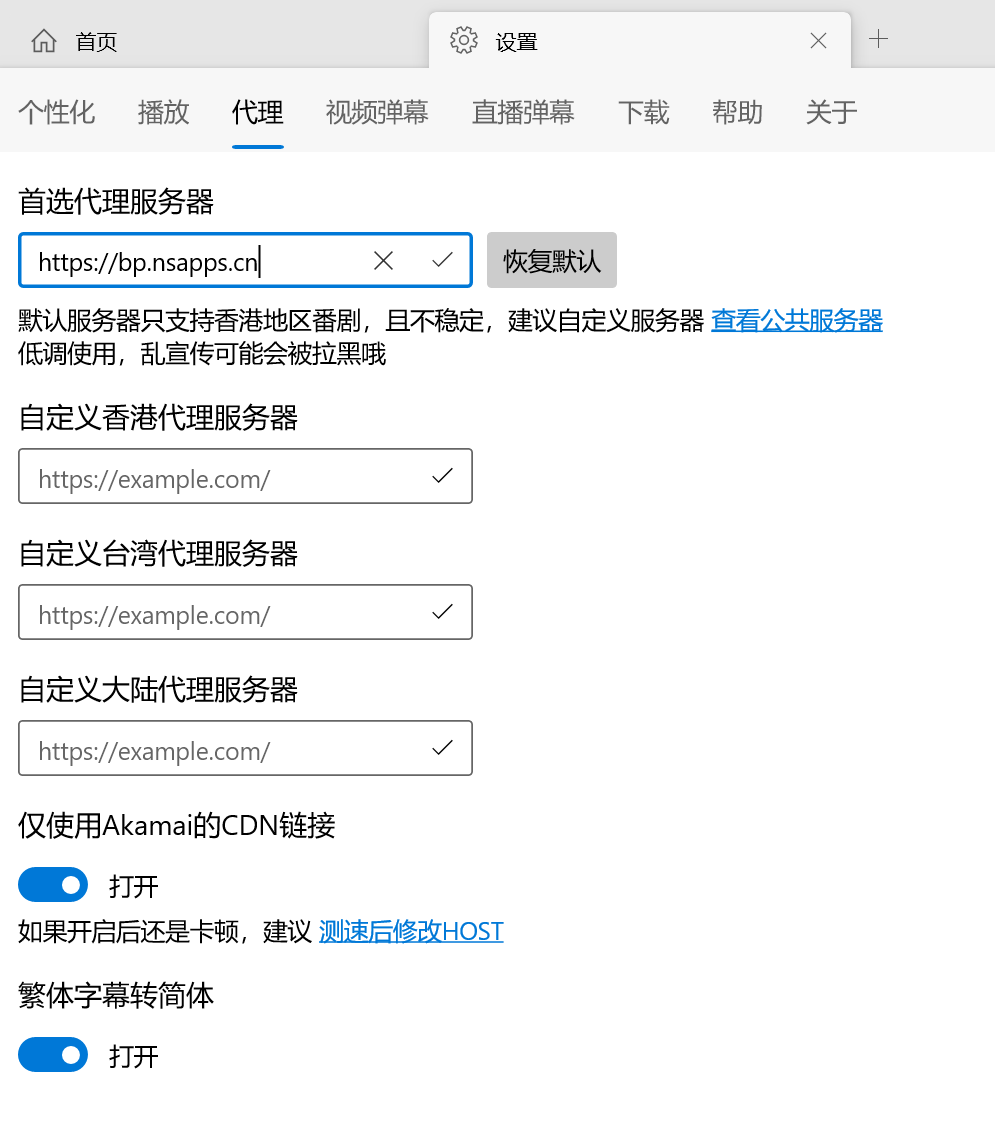 首页
设置
个性化 播放 代理 视频弹幕 直播弹幕 下载 帮助 关于
首选代理服务器
https://bp.nsapps.cn
恢复默认
默认服务器只支持香港地区番剧，且不稳定，建议自定义服务器 查看公共服务器
低调使用，乱宣传可能会被拉黑哦
自定义香港代理服务器
https://example.com/
自定义台湾代理服务器
https://example.com/
自定义大陆代理服务器
https://example.com/
仅使用Akamai的CDN链接
打开
如果开启后还是卡顿，建议 测速后修改HOST
繁体字幕转简体
打开